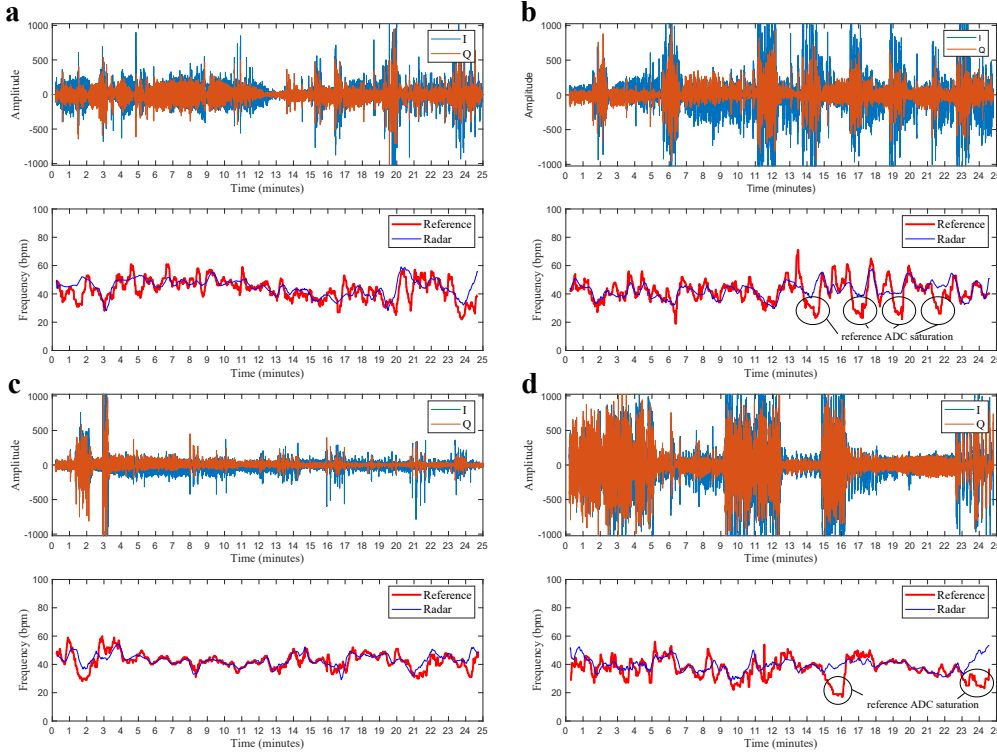 a
1000
500
0
-500
-1000
Amplitude
I
Q
0 1 2 3 4 5 6 7 8 9 10 11 12 13 14 15 16 17 18 19 20 21 22 23 24 25
Time (minutes)
100
80
60
40
20
0
Frequency (bpm)
Reference
Radar
0 1 2 3 4 5 6 7 8 9 10 11 12 13 14 15 16 17 18 19 20 21 22 23 24 25
Time (minutes)
b
1000
500
0
-500
-1000
Amplitude
I
Q
0 1 2 3 4 5 6 7 8 9 10 11 12 13 14 15 16 17 18 19 20 21 22 23 24 25
Time (minutes)
100
80
60
40
20
0
Frequency (bpm)
Reference
Radar
reference ADC saturation
0 1 2 3 4 5 6 7 8 9 10 11 12 13 14 15 16 17 18 19 20 21 22 23 24 25
Time (minutes)
c
1000
500
0
-500
-1000
Amplitude
I
Q
0 1 2 3 4 5 6 7 8 9 10 11 12 13 14 15 16 17 18 19 20 21 22 23 24 25
Time (minutes)
100
80
60
40
20
0
Frequency (bpm)
Reference
Radar
0 1 2 3 4 5 6 7 8 9 10 11 12 13 14 15 16 17 18 19 20 21 22 23 24 25
Time (minutes)
d
1000
500
0
-500
-1000
Amplitude
I
Q
0 1 2 3 4 5 6 7 8 9 10 11 12 13 14 15 16 17 18 19 20 21 22 23 24 25
Time (minutes)
100
80
60
40
20
0
Frequency (bpm)
Reference
Radar
reference ADC saturation
0 1 2 3 4 5 6 7 8 9 10 11 12 13 14 15 16 17 18 19 20 21 22 23 24 25
Time (minutes)